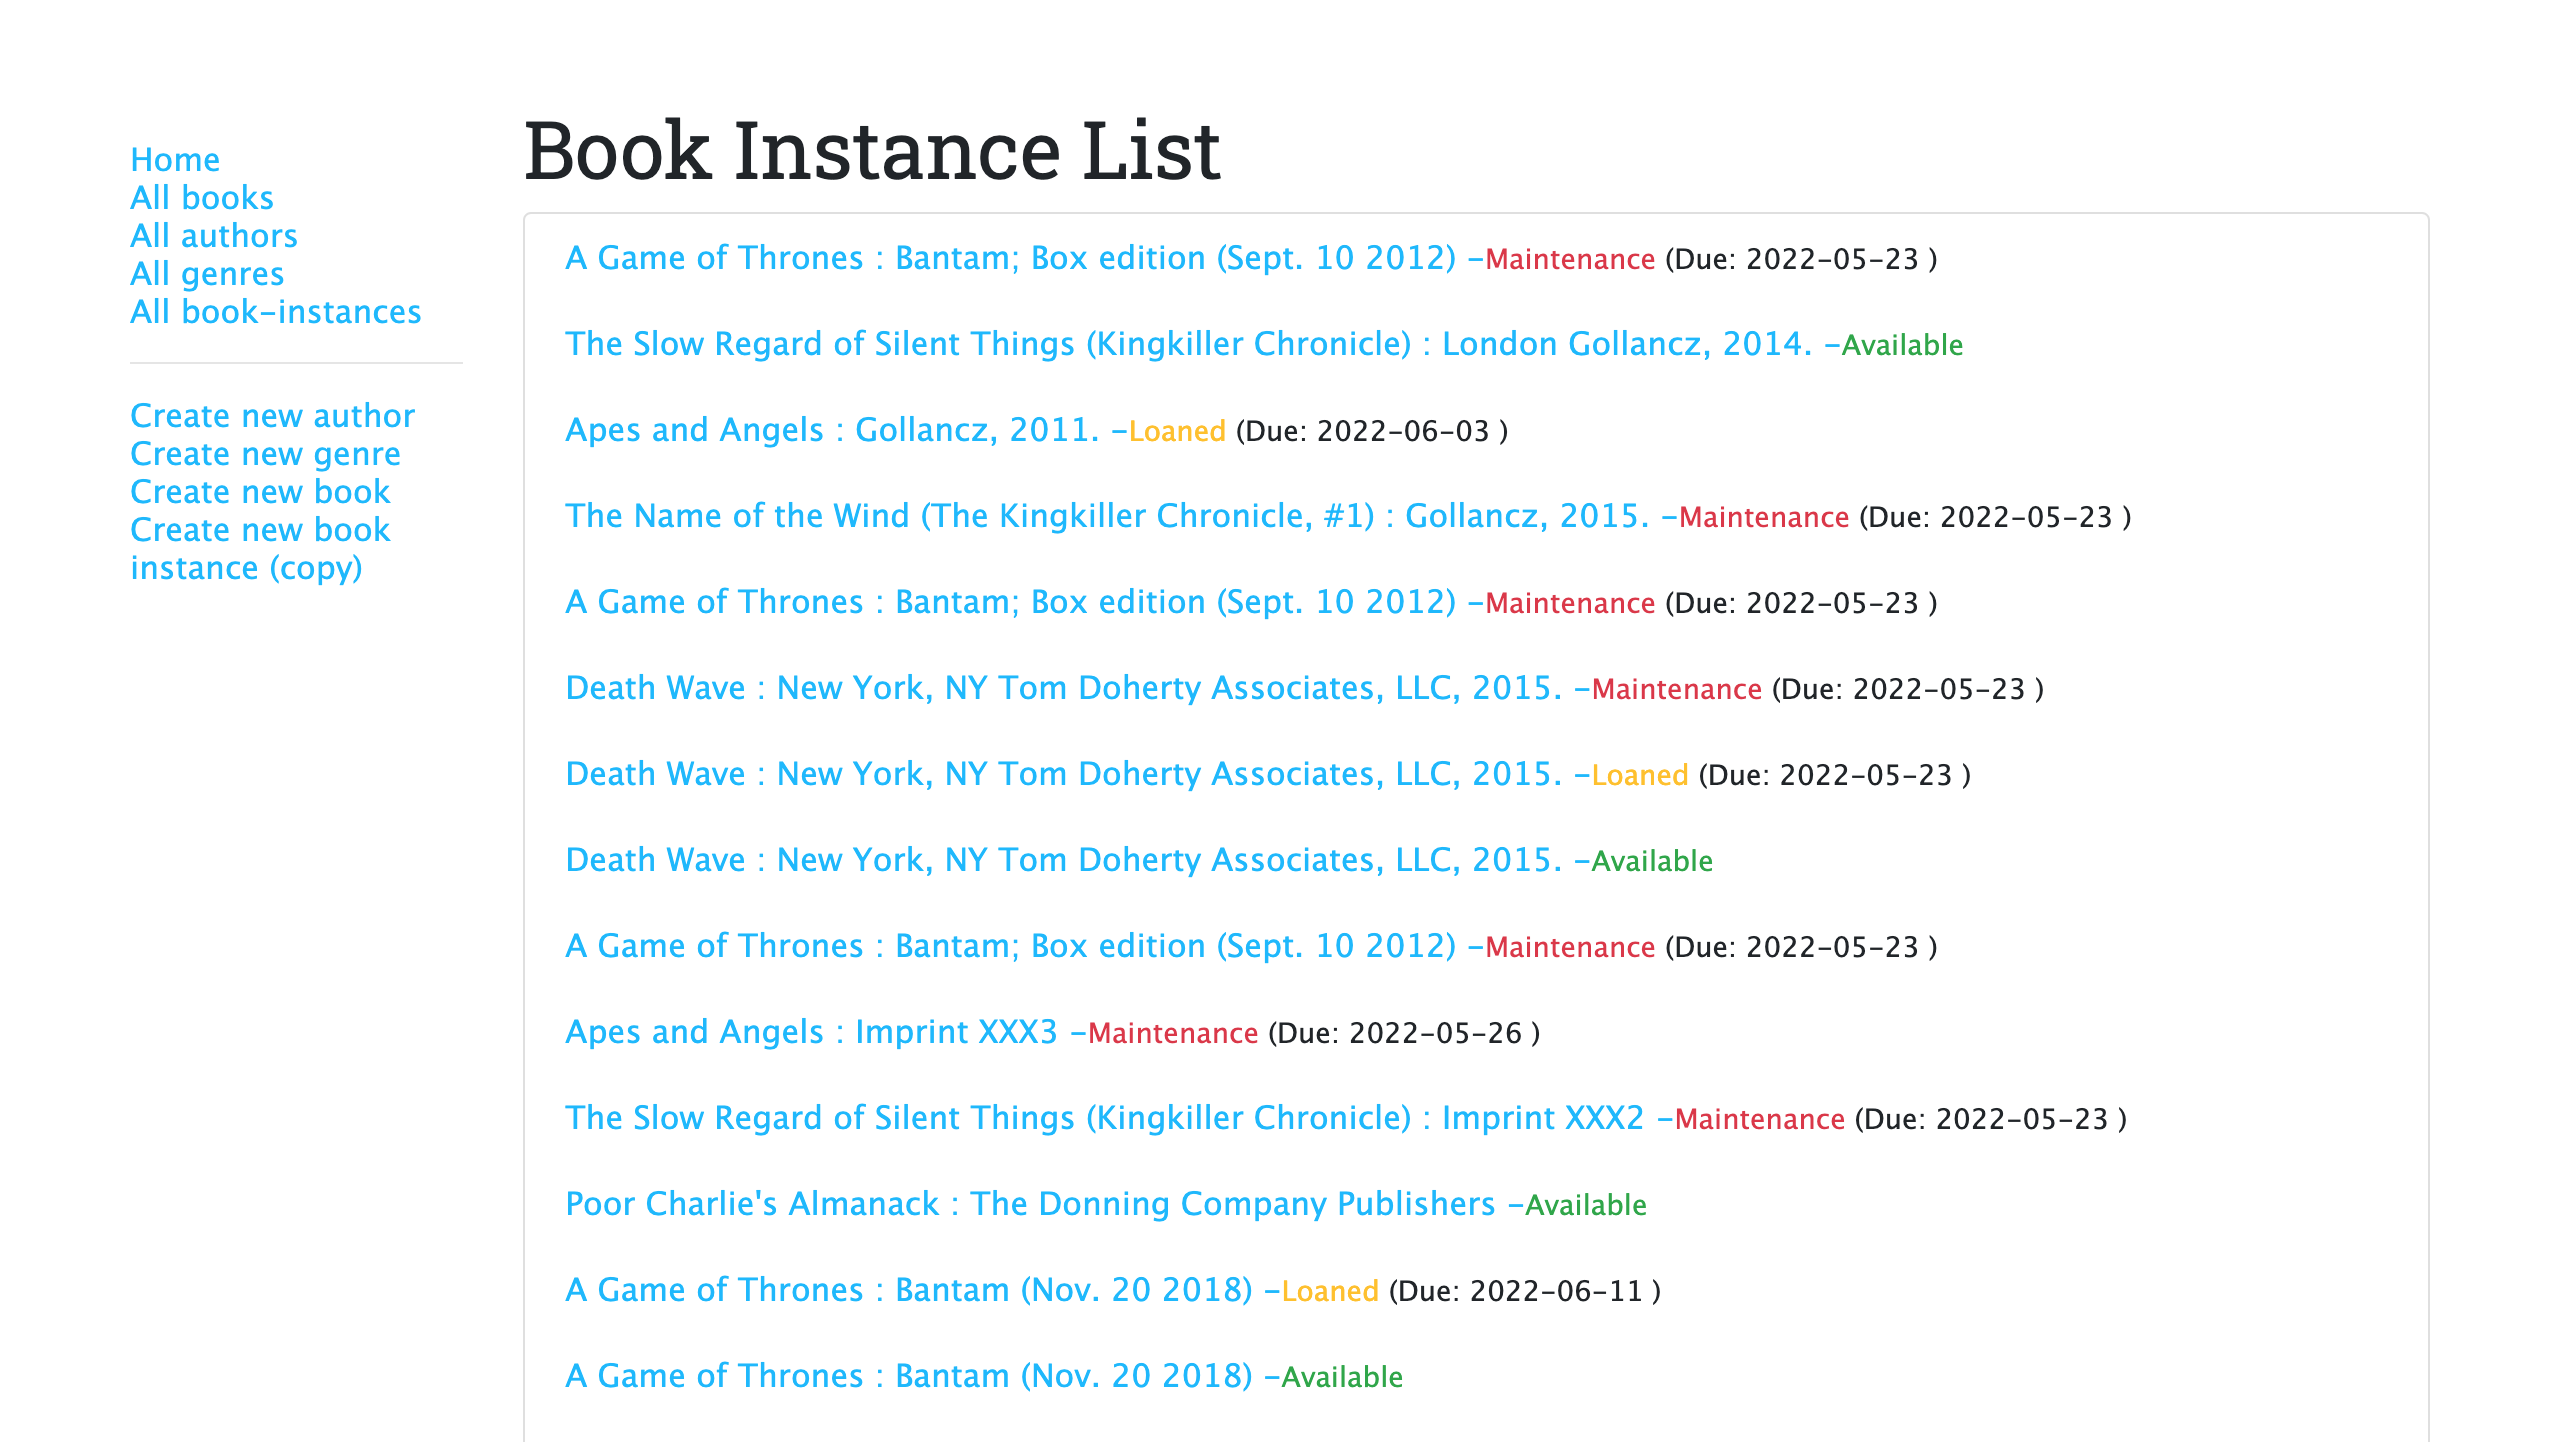 Home
All books
All authors
All genres
All book-instances
Create new author
Create new genre
Create new book
Create new book
instance (copy)
Book Instance List
A Game of Thrones : Bantam; Box edition (Sept. 10 2012) -Maintenance (Due: 2022-05-23 )
The Slow Regard of Silent Things (Kingkiller Chronicle) : London Gollancz, 2014. -Available
Apes and Angels : Gollancz, 2011. -Loaned (Due: 2022-06-03 )
The Name of the Wind (The Kingkiller Chronicle, #1) : Gollancz, 2015. -Maintenance (Due: 2022-05-23 )
A Game of Thrones : Bantam; Box edition (Sept. 10 2012) -Maintenance (Due: 2022-05-23 )
Death Wave : New York, NY Tom Doherty Associates, LLC, 2015. -Maintenance (Due: 2022-05-23 )
Death Wave : New York, NY Tom Doherty Associates, LLC, 2015. -Loaned (Due: 2022-05-23 )
Death Wave : New York, NY Tom Doherty Associates, LLC, 2015. -Available
A Game of Thrones : Bantam; Box edition (Sept. 10 2012) -Maintenance (Due: 2022-05-23 )
Apes and Angels : Imprint XXX3 -Maintenance (Due: 2022-05-26 )
The Slow Regard of Silent Things (Kingkiller Chronicle) : Imprint XXX2 -Maintenance (Due: 2022-05-23 )
Poor Charlie's Almanack : The Donning Company Publishers -Available
A Game of Thrones : Bantam (Nov. 20 2018) -Loaned (Due: 2022-06-11 )
A Game of Thrones : Bantam (Nov. 20 2018) -Available